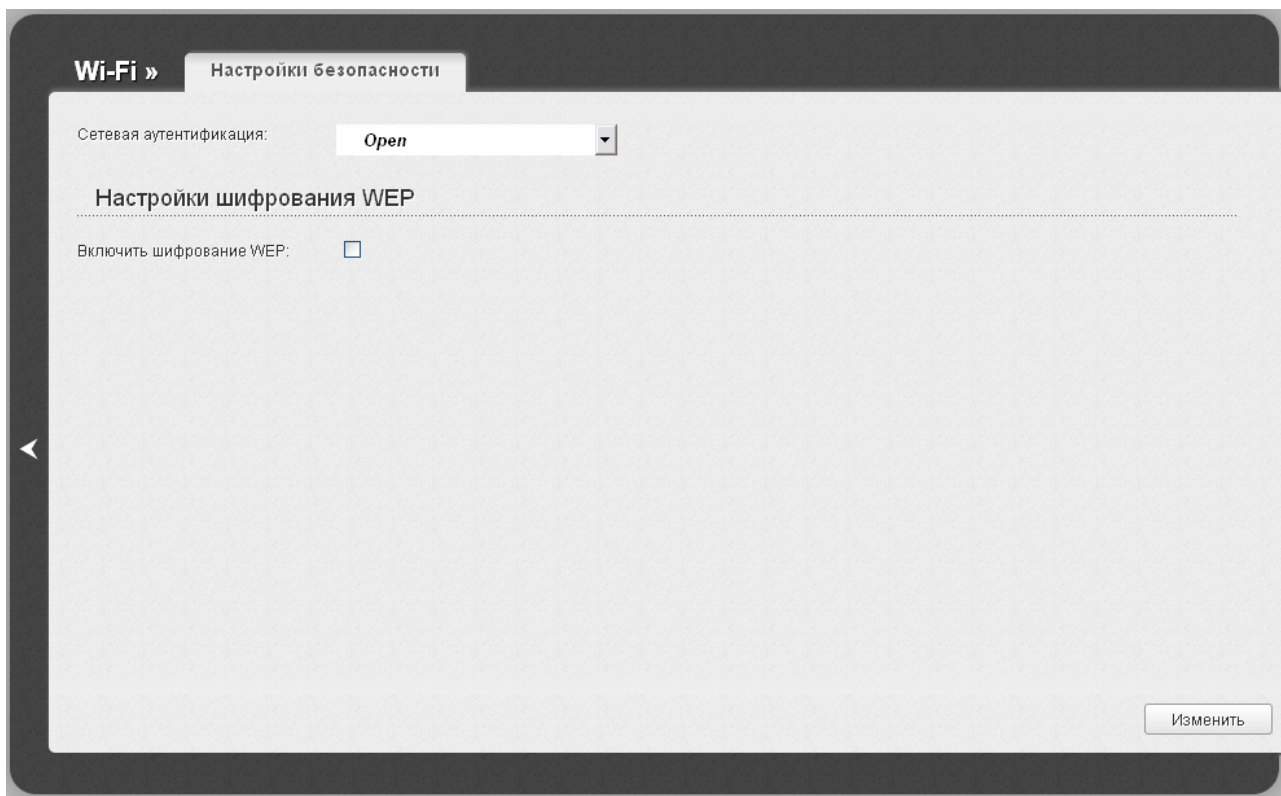 Wi-Fi » Настройки безопасности
Сетевая аутентификация: Open
Настройки шифрования WEP
Включить шифрование WEP:
Изменить